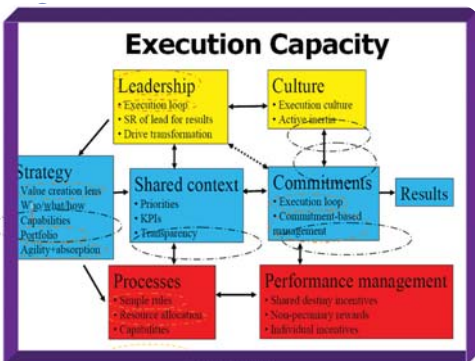 Execution Capacity
Leadership
• Execution loop
• SR of lead for results
• Drive transformation
Culture
• Execution culture
• Active inertia
Strategy
Value creation lens
Who/what/how
Capabilities
Portfolio
Agility+absorption
Shared context
• Priorities
• KPIs
• Transparency
Commitments
• Execution loop
• Commitment-based
management
Results
Processes
• Simple rules
• Resource allocation
• Capabilities
Performance management
• Shared destiny incentives
• Non-pecuniary rewards
• Individual incentives